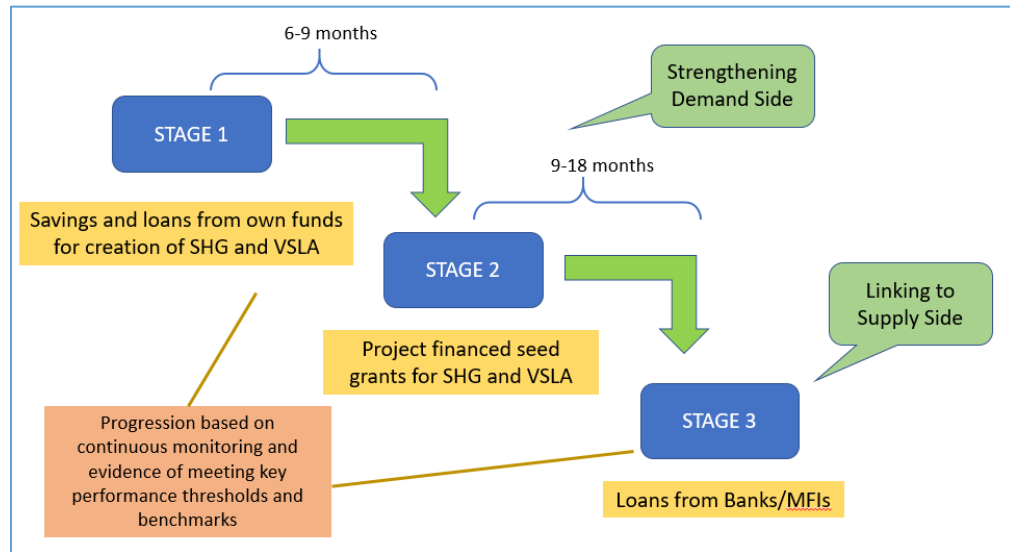 6-9 months
Strengthening
Demand Side
STAGE 1
9-18 months
Savings and loans from own funds
for creation of SHG and VSLA
STAGE 2
Linking to
Supply Side
Project financed seed
grants for SHG and VSLA
STAGE 3
Progression based on
continuous monitoring and
evidence of meeting key
performance thresholds and
benchmarks
Loans from Banks/MFIs